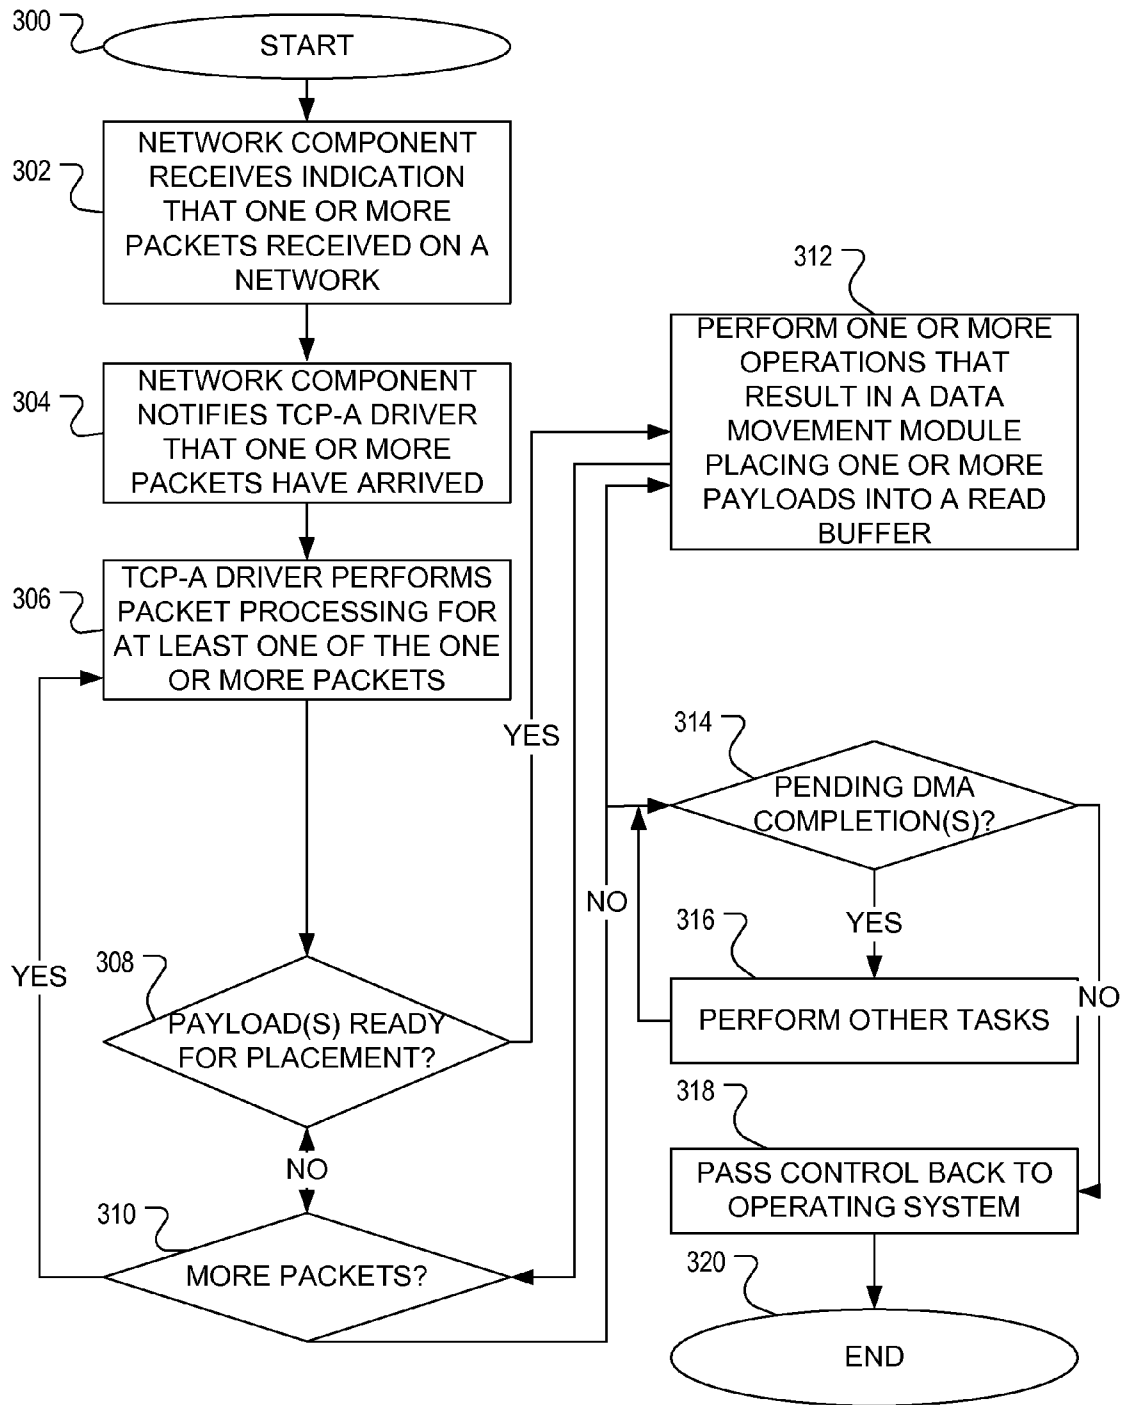 300
START
302
NETWORK COMPONENT
RECEIVES INDICATION
THAT ONE OR MORE
PACKETS RECEIVED ON A
NETWORK
304
NETWORK COMPONENT
NOTIFIES TCP-A DRIVER
THAT ONE OR MORE
PACKETS HAVE ARRIVED
306
TCP-A DRIVER PERFORMS
PACKET PROCESSING FOR
AT LEAST ONE OF THE ONE
OR MORE PACKETS
308
PAYLOAD(S) READY
FOR PLACEMENT?
YES
NO
310
MORE PACKETS?
YES
NO
312
PERFORM ONE OR MORE
OPERATIONS THAT
RESULT IN A DATA
MOVEMENT MODULE
PLACING ONE OR MORE
PAYLOADS INTO A READ
BUFFER
314
PENDING DMA
COMPLETION(S)?
YES
NO
316
PERFORM OTHER TASKS
318
PASS CONTROL BACK TO
OPERATING SYSTEM
320
END